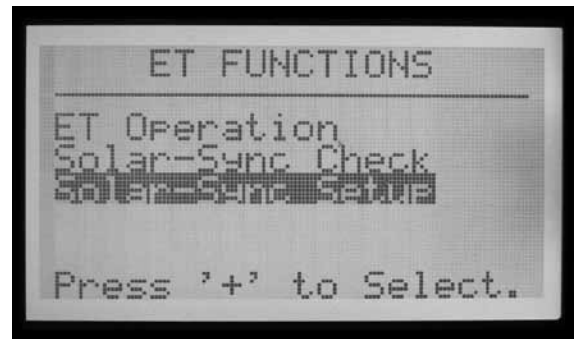 ET FUNCTIONS
ET Operation
Solar-Sync Check
Solar-Sync Setup
Press '+' to Select.